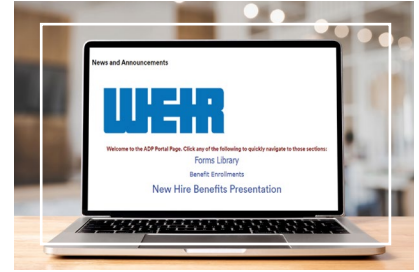 News and Announcements
WEIR
Welcome to the ADP Portal Page. Click any of the following to quickly navigate to those sections:
Forms Library
Benefit Enrollments
New Hire Benefits Presentation